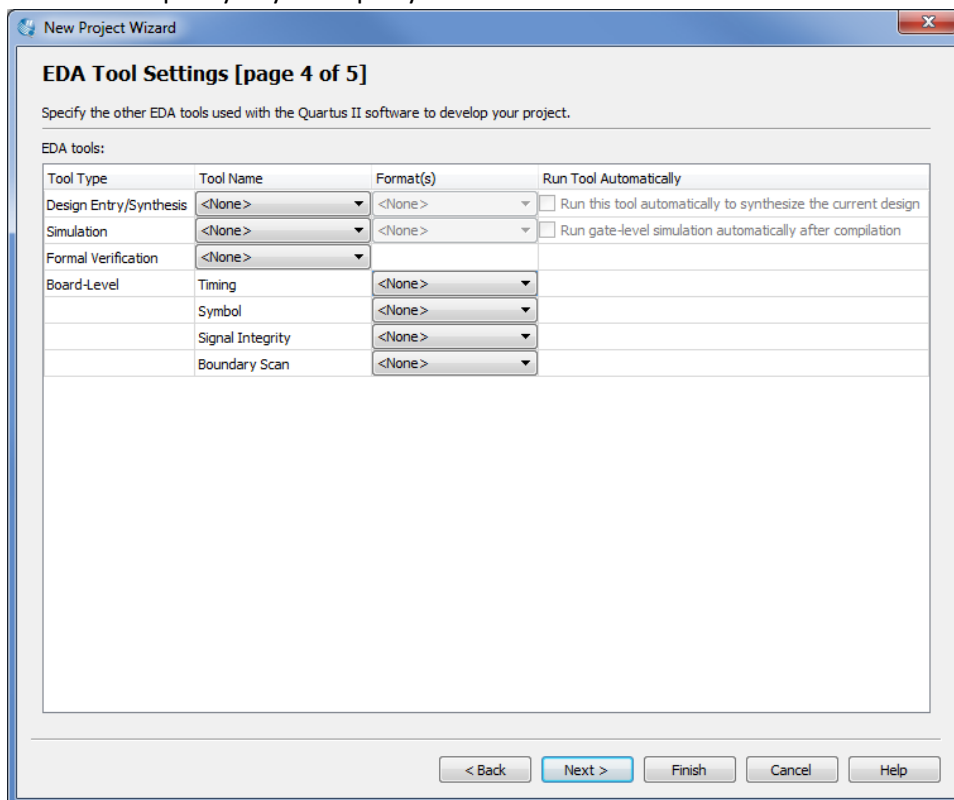 New Project Wizard
EDA Tool Settings [page 4 of 5]
Specify the other EDA tools used with the Quartus II software to develop your project.
EDA tools:
Tool Type Tool Name Format(s) Run Tool Automatically
Design Entry/Synthesis <None> <None> Run this tool automatically to synthesize the current design
Simulation <None> <None> Run gate-level simulation automatically after compilation
Formal Verification <None>
Board-Level Timing <None>
Symbol <None>
Signal Integrity <None>
Boundary Scan <None>
< Back Next > Finish Cancel Help